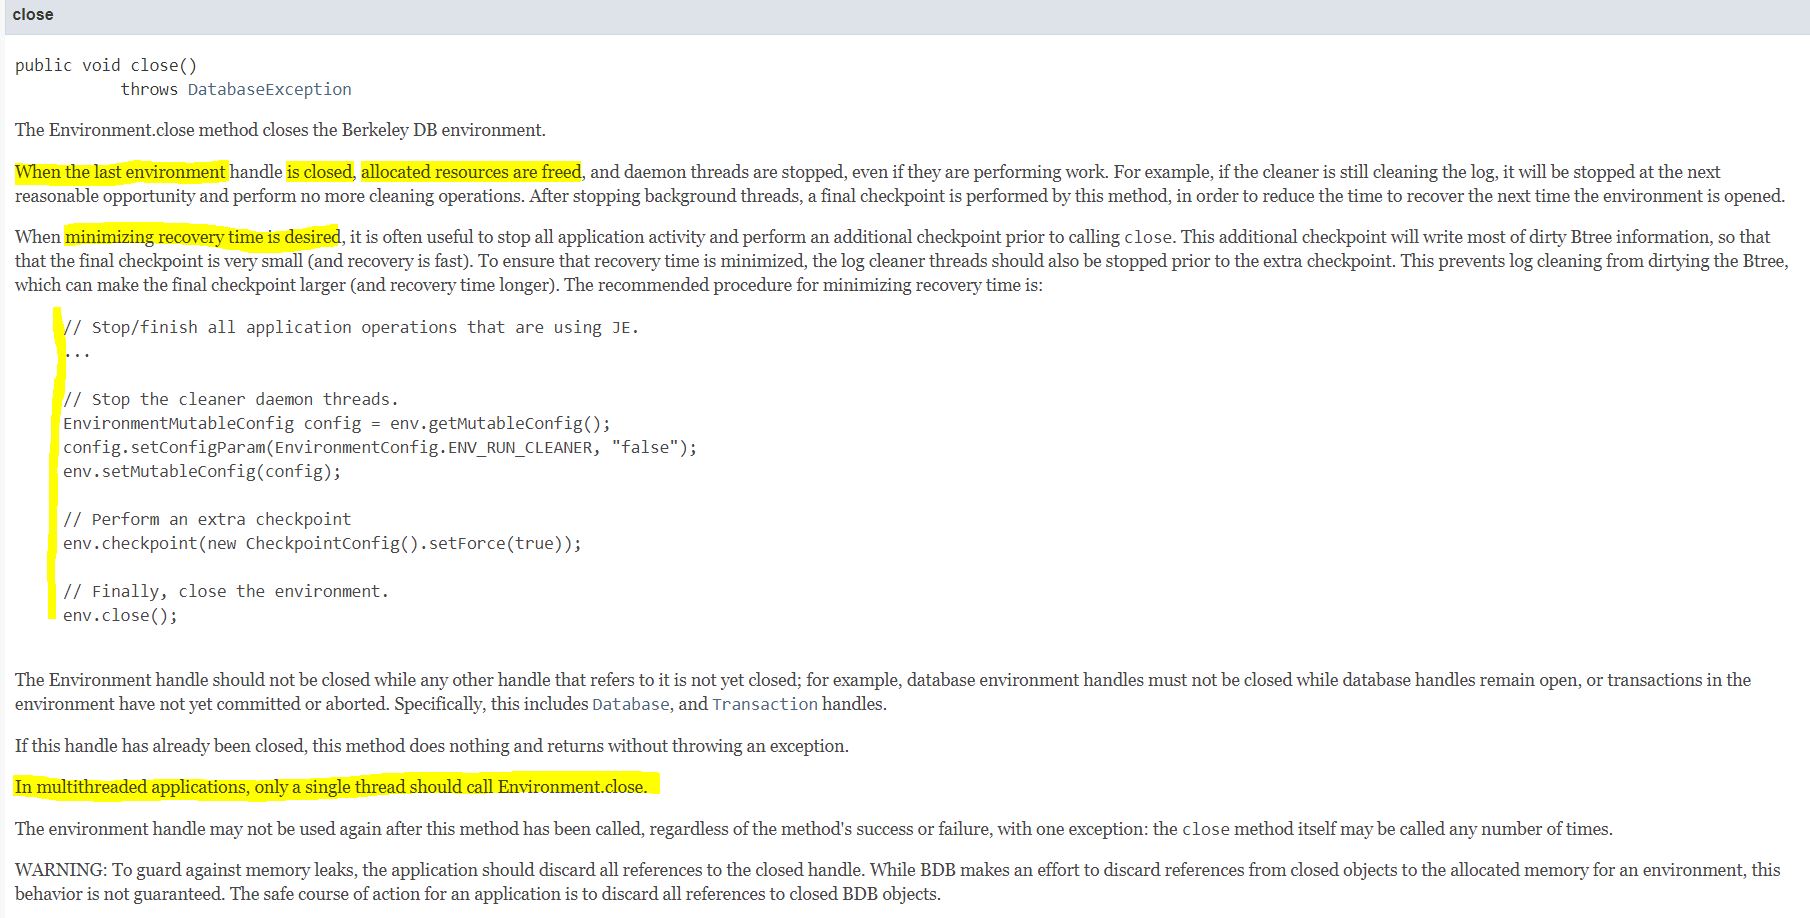 close
public void close()
throws DatabaseException
The Environment.close method closes the Berkeley DB environment.
When the last environment handle is closed, allocated resources are freed, and daemon threads are stopped, even if they are performing work. For example, if the cleaner is still cleaning the log, it will be stopped at the next
reasonable opportunity and perform no more cleaning operations. After stopping background threads, a final checkpoint is performed by this method, in order to reduce the time to recover the next time the environment is opened.
When minimizing recovery time is desired, it is often useful to stop all application activity and perform an additional checkpoint prior to calling close. This additional checkpoint will write most of dirty Btree information, so that
that the final checkpoint is very small (and recovery is fast). To ensure that recovery time is minimized, the log cleaner threads should also be stopped prior to the extra checkpoint. This prevents log cleaning from dirtying the Btree,
which can make the final checkpoint larger (and recovery time longer). The recommended procedure for minimizing recovery time is:
// Stop/finish all application operations that are using JE.
...
// Stop the cleaner daemon threads.
EnvironmentMutableConfig config = env.getMutableConfig();
config.setConfigParam(EnvironmentConfig.ENV_RUN_CLEANER, "false");
env.setMutableConfig(config);
// Perform an extra checkpoint
env.checkpoint(new CheckpointConfig().setForce(true));
// Finally, close the environment.
env.close();
The Environment handle should not be closed while any other handle that refers to it is not yet closed; for example, database environment handles must not be closed while database handles remain open, or transactions in the
environment have not yet committed or aborted. Specifically, this includes Database, and Transaction handles.
If this handle has already been closed, this method does nothing and returns without throwing an exception.
In multithreaded applications, only a single thread should call Environment.close.
The environment handle may not be used again after this method has been called, regardless of the method's success or failure, with one exception: the close method itself may be called any number of times.
WARNING: To guard against memory leaks, the application should discard all references to the closed handle. While BDB makes an effort to discard references from closed objects to the allocated memory for an environment, this
behavior is not guaranteed. The safe course of action for an application is to discard all references to closed BDB objects.